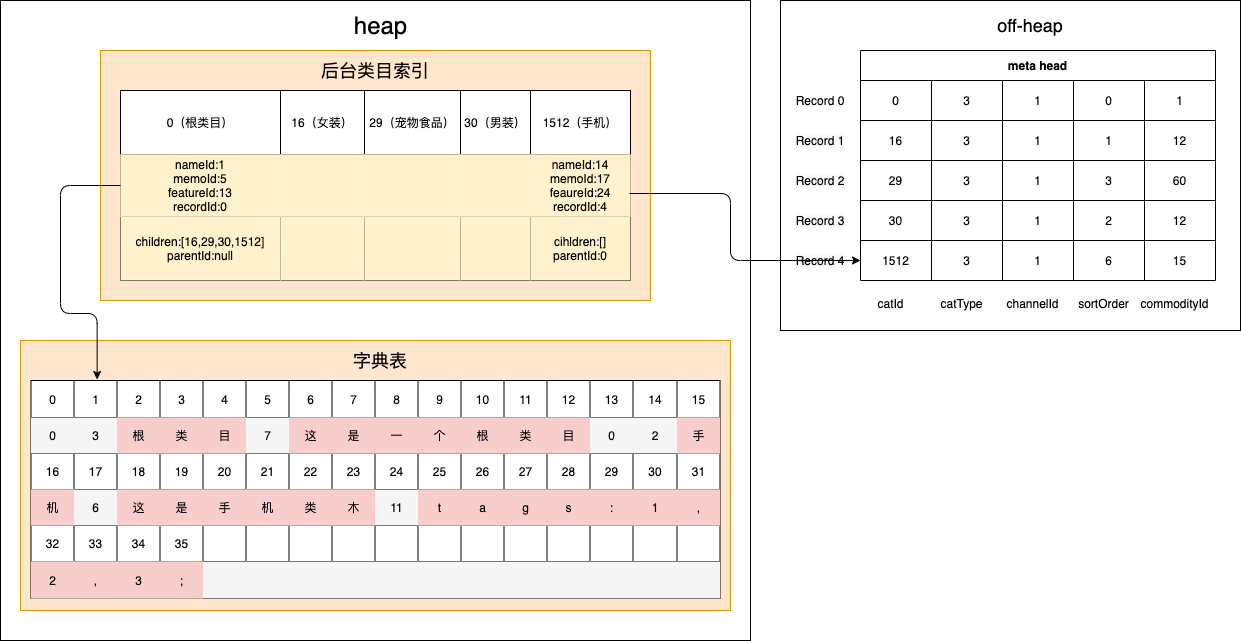 heap
后台类目索引
0（根类目） 16（女装） 29（宠物食品） 30（男装） 1512（手机）
nameId:1 nameId:14
memoId:5 memoId:17
featureId:13 feaureId:24
recordId:0 recordId:4
children:[16,29,30,1512] cihldren:[]
parentId:null parentId:0
字典表
0 1 2 3 4 5 6 7 8 9 10 11 12 13 14 15
0 3 根 类 目 7 这 是 一 个 根 类 目 0 2 手
16 17 18 19 20 21 22 23 24 25 26 27 28 29 30 31
机 6 这 是 手 机 类 木 11 t a g s : 1 ,
32 33 34 35
2 , 3 ;
off-heap
meta head
Record 0 0 3 1 0 1
Record 1 16 3 1 1 12
Record 2 29 3 1 3 60
Record 3 30 3 1 2 12
Record 4 1512 3 1 6 15
catId catType channelId sortOrder commodityId